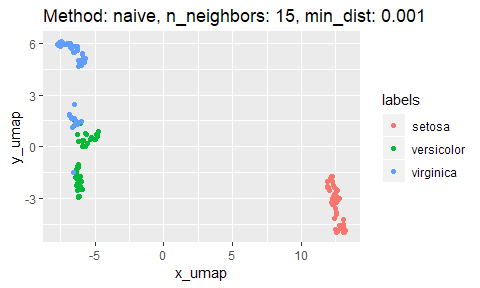 Method: naive, n_neighbors: 15, min_dist: 0.001
6
3
0
-3
y_umap
-5
0
5
10
x_umap
labels
setosa
versicolor
virginica